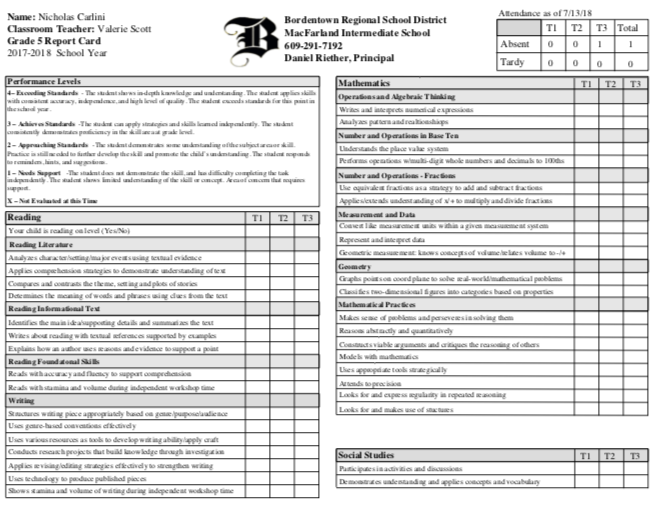 Name: Nicholas Carlini
Classroom Teacher: Valerie Scott
Grade 5 Report Card
2017-2018 School Year
B
Bordentown Regional School District
MacFarland Intermediate School
609-291-7192
Daniel Riether, Principal
Attendance as of 7/13/18
T1 T2 T3 Total
Absent 0 0 1 1
Tardy 0 0 0 0
Performance Levels
4– Exceeding Standards -The student shows in-depth knowledge and understanding. The student applies skills
with consistent accuracy, independence, and high level of quality. The student exceeds standards for this point in
the school year.
3 – Achieves Standards -The student can apply strategies and skills learned independently. The student
consistently demonstrates proficiency in the skill area at grade level.
2 – Approaching Standards -The student demonstrates some understanding of the subject area or skill.
Practice is still needed to further develop the skill and promote the child's understanding. The student responds
to reminders, hints, and suggestions.
1 – Needs Support -The student does not demonstrate the skill, and has difficulty completing the task
independently. The student shows limited understanding of the skill or concept. Area of concern that requires
support.
X – Not Evaluated at this Time
Reading T1 T2 T3
Your child is reading on level (Yes/No)
Reading Literature
Analyzes character/setting/major events using textual evidence
Applies comprehension strategies to demonstrate understanding of text
Compares and contrasts the theme, setting and plots of stories
Determines the meaning of words and phrases using clues from the text
Reading Informational Text
Identifies the main idea/supporting details and summarizes the text
Writes about reading with textual references supported by examples
Explains how an author uses reasons and evidence to support a point
Reading Foundatonal Skills
Reads with accuracy and fluency to support comprehension
Reads with stamina and volume during independent workshop time
Writing
Structures writing piece appropriately based on genre/purpose/audience
Uses genre-based conventions effectively
Uses various resources as tools to develop writing ability/apply craft
Conducts research projects that build knowledge through investigation
Applies revising/editing strategies effectively to strengthen writing
Uses technology to produce published pieces
Shows stamina and volume of writing during independent workshop time
Mathematics T1 T2 T3
Operations and Algebraic Thinking
Writes and interprets numerical expressions
Analyzes pattern and realtionships
Number and Operations in Base Ten
Understands the place value system
Performs operations w/multi-digit whole numbers and decimals to 100ths
Number and Operations - Fractions
Use equivalent fractions as a strategy to add and subtract fractions
Applies/extends understanding of x/÷ to multiply and divide fractions
Measurement and Data
Convert like measurement units within a given measurement system
Represent and interpret data
Geometric measurement: knows concepts of volume/relates volume to
Geometry
Graphs points on coordinate plane to solve real-world/mathematical problems
Classifies two-dimensional figures into categories based on properties
Mathematical Practices
Makes sense of problems and perseveres in solving them
Reasons abstractly and quantitatively
Constructs viable arguments and critiques the reasoning of others
Models with mathematics
Uses appropriate tools strategically
Attends to precision
Looks for and express regularity in repeated reasoning
Looks for and makes use of stuctures
Social Studies T1 T2 T3
Participates in activities and discussions
Demonstrates understanding and applies concepts and vocabulary